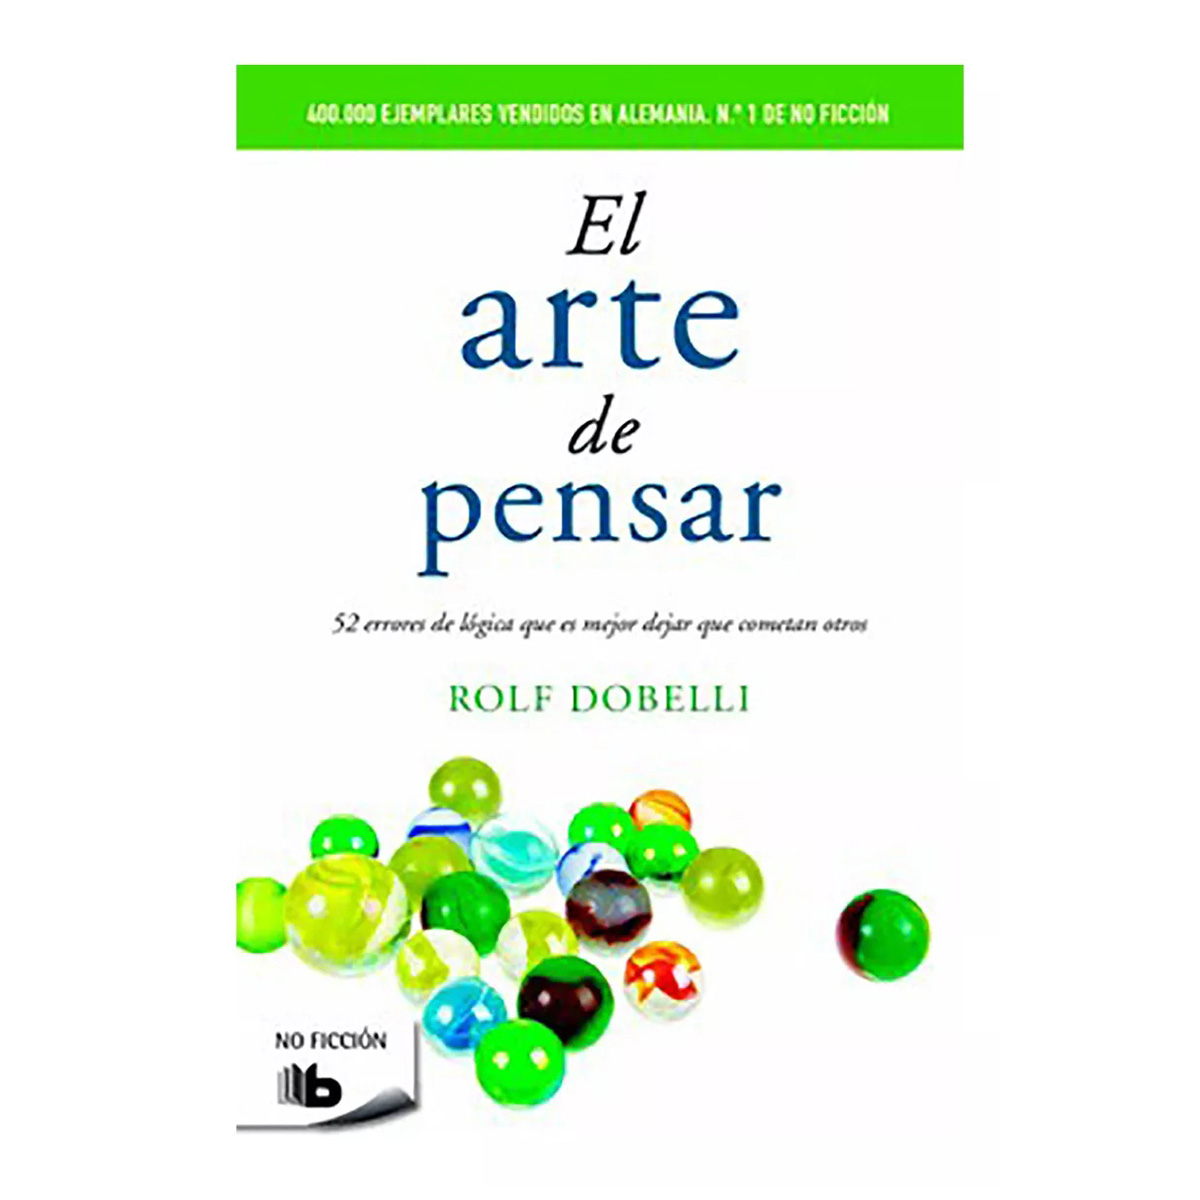 400.000 EJEMPLARES VENDIDOS EN ALEMANIA. N.º 1 DE NO FICCIÓN
El
arte
de
pensar
52 errores de lógica que es mejor dejar que cometan otros
ROLF DOBELLI
NO FICCIÓN
b